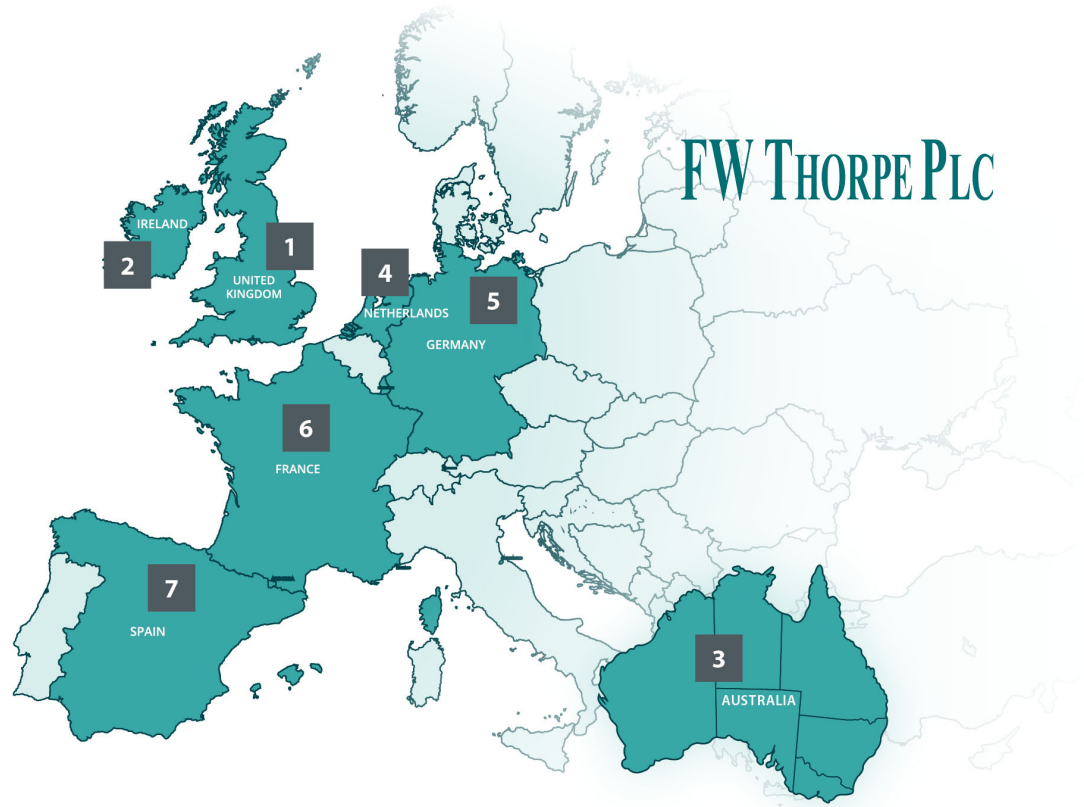 FW THORPE PLC
IRELAND
2
1
UNITED
KINGDOM
4
NETHERLANDS
5
GERMANY
6
FRANCE
7
SPAIN
3
AUSTRALIA